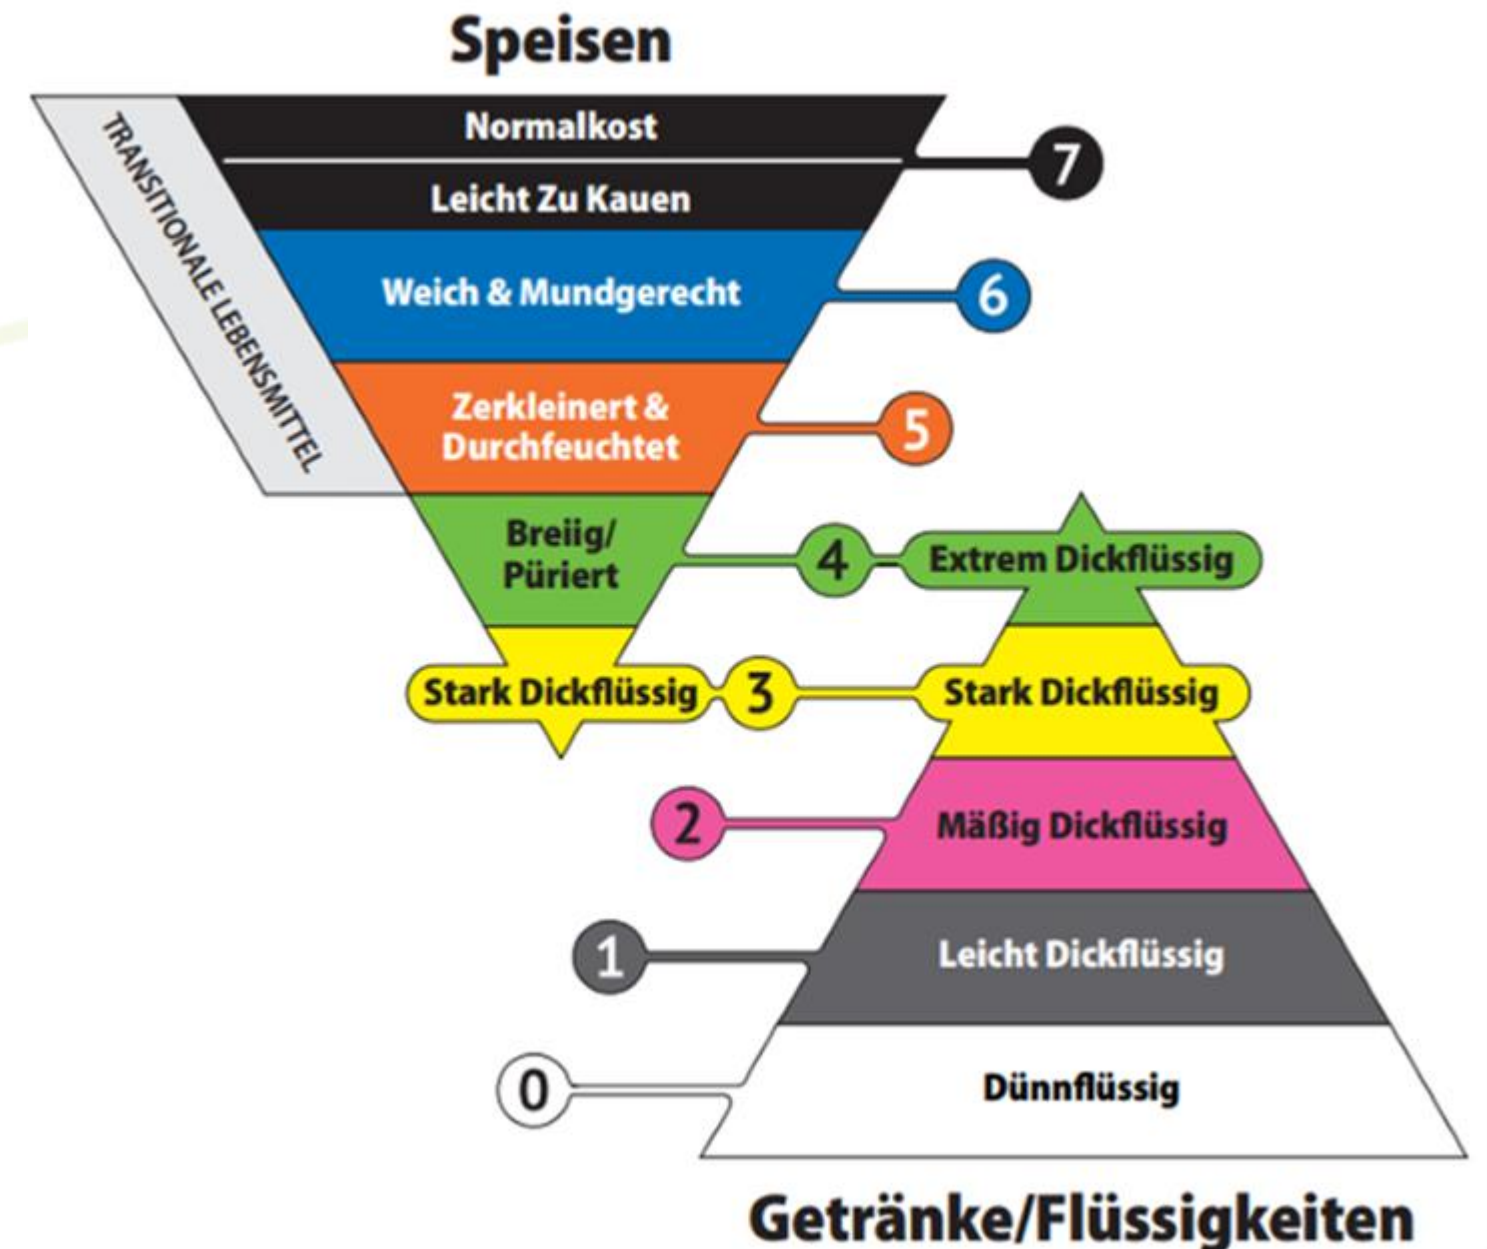 Speisen
TRANSITIONALE LEBENSMITTEL
Normalkost
7
Leicht Zu Kauen
Weich & Mundgerecht
6
Zerkleinert &
Durchfeuchtet
5
Breiig/
Püriert
4
Extrem Dickflüssig
Stark Dickflüssig
3
Stark Dickflüssig
2
Mäßig Dickflüssig
1
Leicht Dickflüssig
0
Dünnflüssig
Getränke/Flüssigkeiten